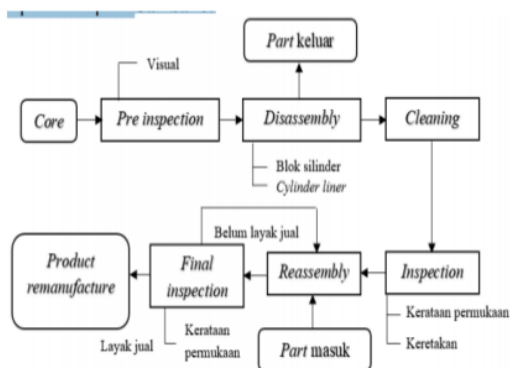 Part keluar
Visual
Core
Pre inspection
Disassembly
Cleaning
Blok silinder
Cylinder liner
Belum layak jual
Product
remanufacture
Final
inspection
Reassembly
Inspection
Layak jual
Kerataan
permukaan
Part masuk
Kerataan permukaan
Keretakan